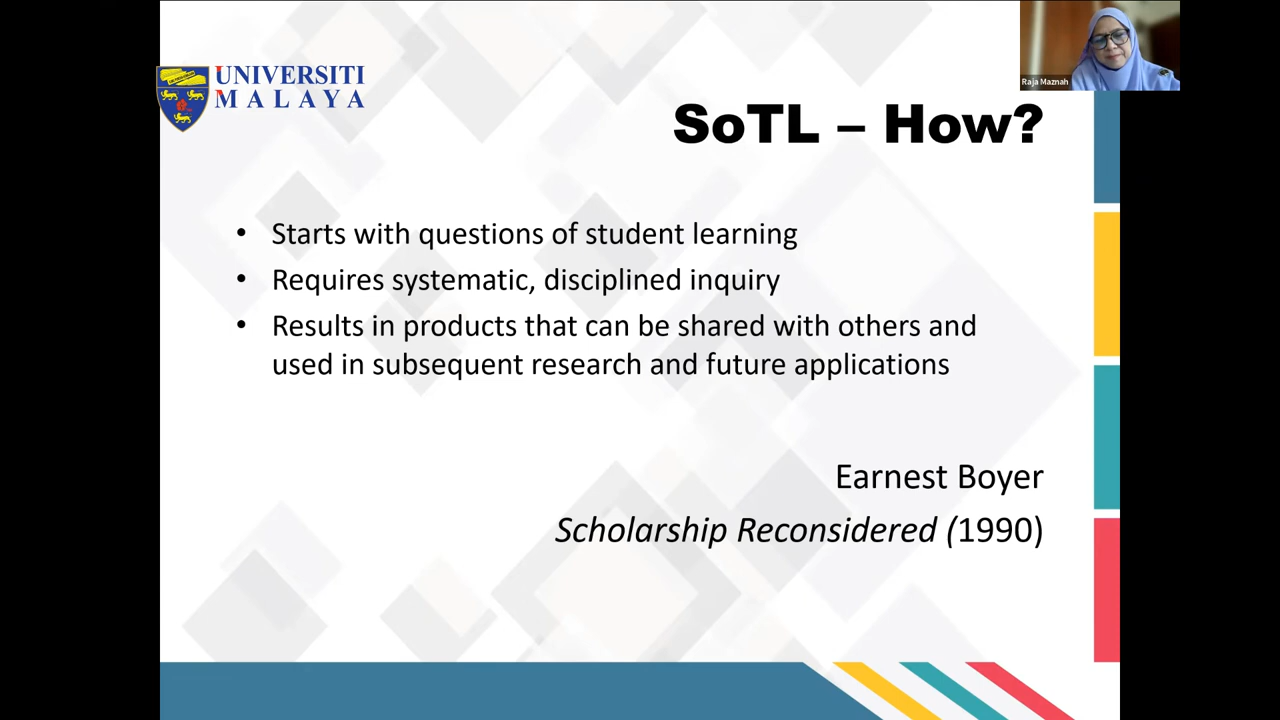 UNIVERSITI
MALAYA
Raja Maznah
SoTL – How?
• Starts with questions of student learning
• Requires systematic, disciplined inquiry
• Results in products that can be shared with others and
used in subsequent research and future applications
Earnest Boyer
Scholarship Reconsidered (1990)